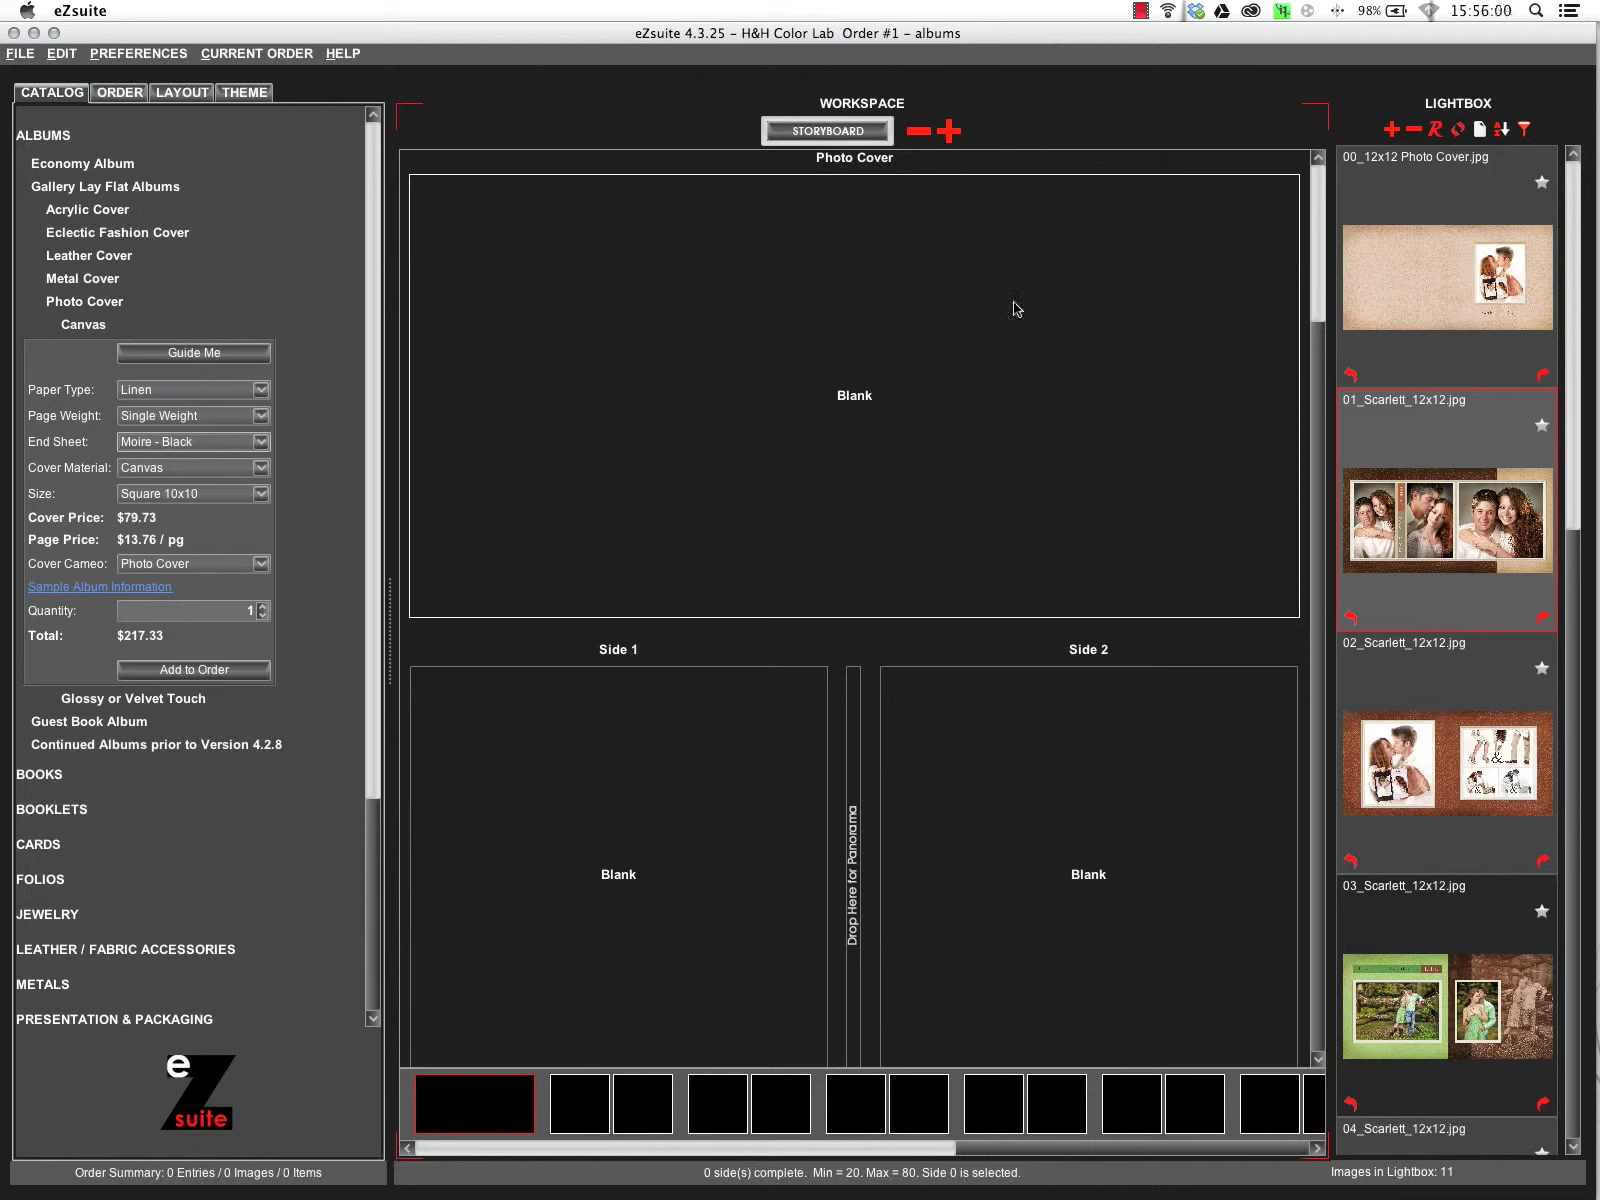 eZsuite
98%
15:56:00
eZsuite 4.3.25 – H&H Color Lab Order #1 – albums
FILE EDIT PREFERENCES CURRENT ORDER HELP
CATALOG ORDER LAYOUT THEME
ALBUMS
Economy Album
Gallery Lay Flat Albums
Acrylic Cover
Eclectic Fashion Cover
Leather Cover
Metal Cover
Photo Cover
Canvas
Guide Me
Paper Type: Linen
Page Weight: Single Weight
End Sheet: Moire - Black
Cover Material: Canvas
Size: Square 10x10
Cover Price: $79.73
Page Price: $13.76 / pg
Cover Cameo: Photo Cover
Sample Album Information
Quantity: 1
Total: $217.33
Add to Order
Glossy or Velvet Touch
Guest Book Album
Continued Albums prior to Version 4.2.8
BOOKS
BOOKLETS
CARDS
FOLIOS
JEWELRY
LEATHER / FABRIC ACCESSORIES
METALS
PRESENTATION & PACKAGING
eZ
suite
Order Summary: 0 Entries / 0 Images / 0 Items
WORKSPACE
STORYBOARD
Photo Cover
Blank
Side 1
Side 2
Blank
Drop Here for Panorama
Blank
0 side(s) complete. Min = 20. Max = 80. Side 0 is selected.
LIGHTBOX
00_12x12 Photo Cover.jpg
01_Scarlett_12x12.jpg
02_Scarlett_12x12.jpg
03_Scarlett_12x12.jpg
04_Scarlett_12x12.jpg
Images in Lightbox: 11